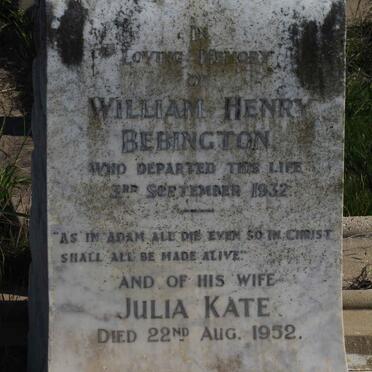 IN
LOVING MEMORY
OF
WILLIAM HENRY
BEBINGTON
WHO DEPARTED THIS LIFE
3RD SEPTEMBER 1932
"AS IN ADAM ALL DIE EVEN SO IN CHRIST
SHALL ALL BE MADE ALIVE"
AND OF HIS WIFE
JULIA KATE
DIED 22ND AUG. 1952.